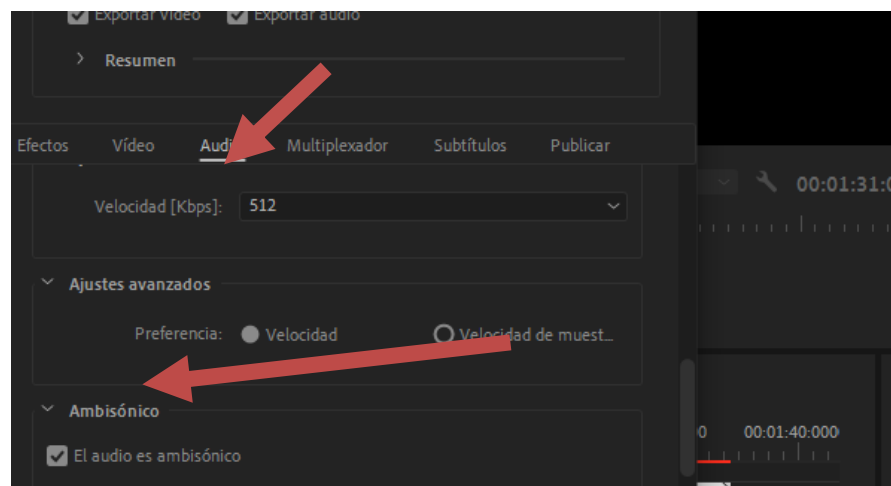 Exportar vídeo Exportar audio
Resumen
Efectos Vídeo Multiplexador Subtítulos Publicar
00:01:31:
Velocidad [Kbps]: 512
Ajustes avanzados
Preferencia: Velocidad Velocidad de muest...
Ambisónico
00:01:40:000
El audio es ambisónico